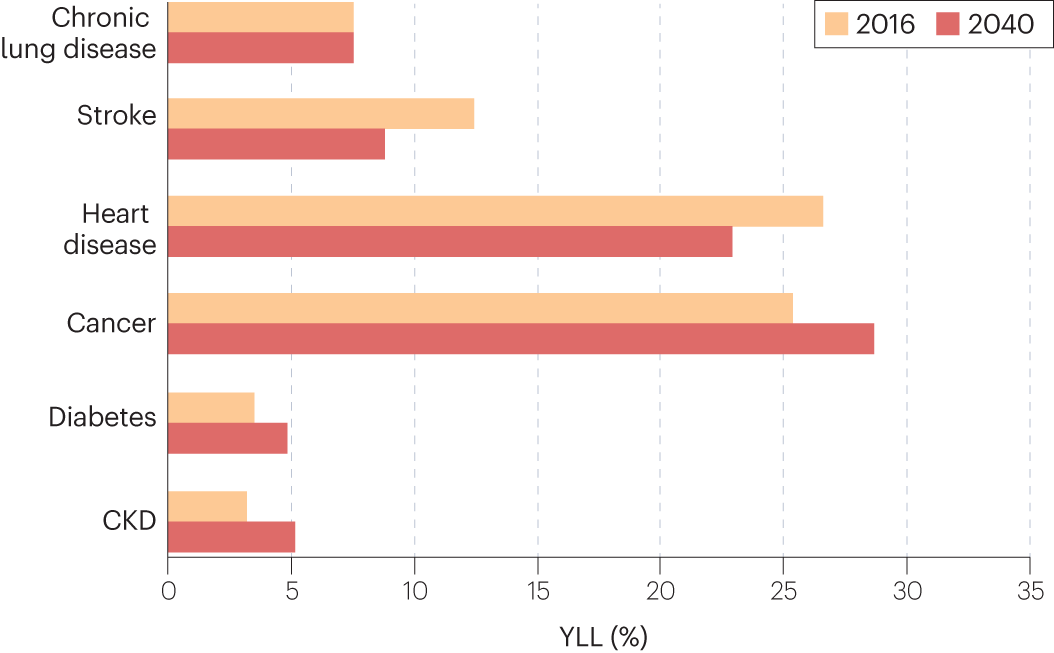 2016 2040
Chronic
lung disease
Stroke
Heart
disease
Cancer
Diabetes
CKD
0 5 10 15 20 25 30 35
YLL (%)